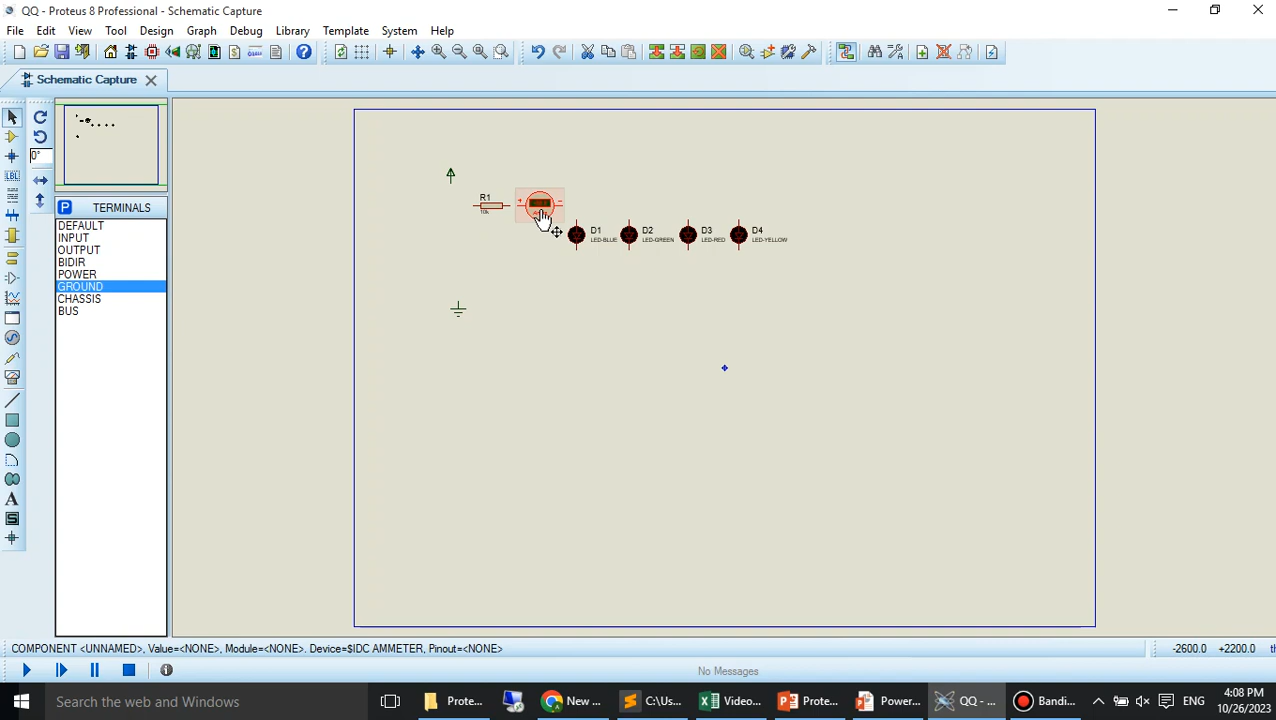 QQ - Proteus 8 Professional - Schematic Capture
File Edit View Tool Design Graph Debug Library Template System Help
Schematic Capture
0°
LBL
P TERMINALS
DEFAULT
INPUT
OUTPUT
BIDIR
POWER
GROUND
CHASSIS
BUS
R1
10k
D1
LED-BLUE
D2
LED-GREEN
D3
LED-RED
D4
LED-YELLOW
COMPONENT <UNNAMED>, Value=<NONE>, Module=<NONE>. Device=$IDC AMMETER, Pinout=<NONE> -2600.0 +2200.0 th
No Messages
Search the web and Windows Prote... New ... C:\Us... Video... Prote... Power... QQ - ... Bandi... ENG 4:08 PM
10/26/2023